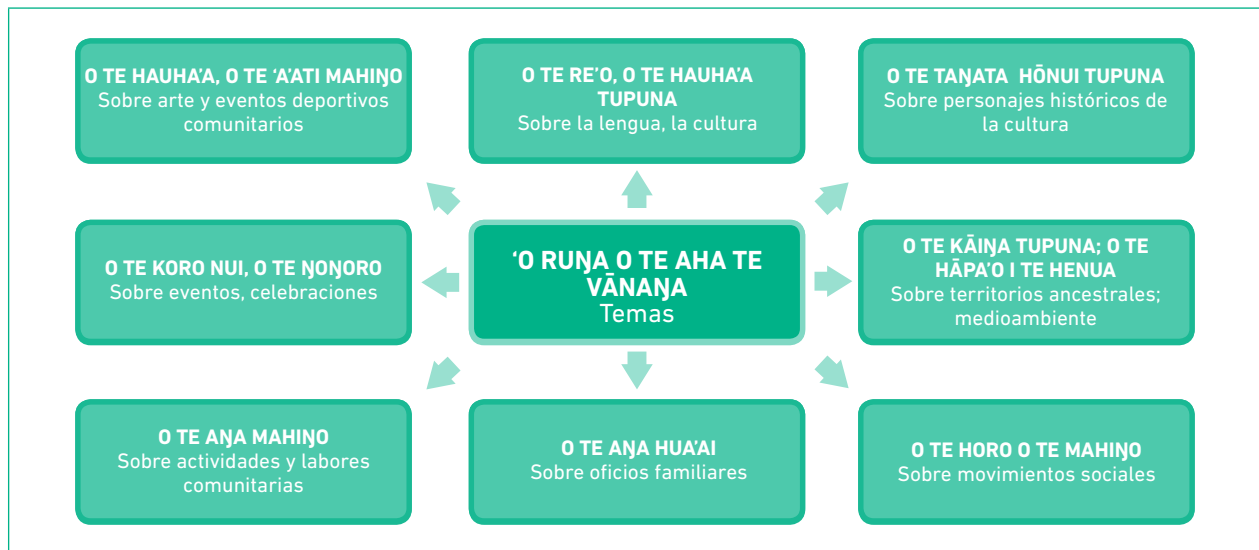 O TE HAUHA’A, O TE ‘A’ATI MAHIŊO
Sobre arte y eventos deportivos
comunitarios
O TE RE’O, O TE HAUHA’A
TUPUNA
Sobre la lengua, la cultura
O TE TAŊATA HŌNUI TUPUNA
Sobre personajes históricos de
la cultura
O TE KORO NUI, O TE ŊOŊORO
Sobre eventos, celebraciones
‘O RUŊA O TE AHA TE
VĀNAŊA
Temas
O TE KĀIŊA TUPUNA; O TE
HĀPA’O I TE HENUA
Sobre territorios ancestrales;
medioambiente
O TE AŊA MAHIŊO
Sobre actividades y labores
comunitarias
O TE AŊA HUA’AI
Sobre oficios familiares
O TE HORO O TE MAHIŊO
Sobre movimientos sociales